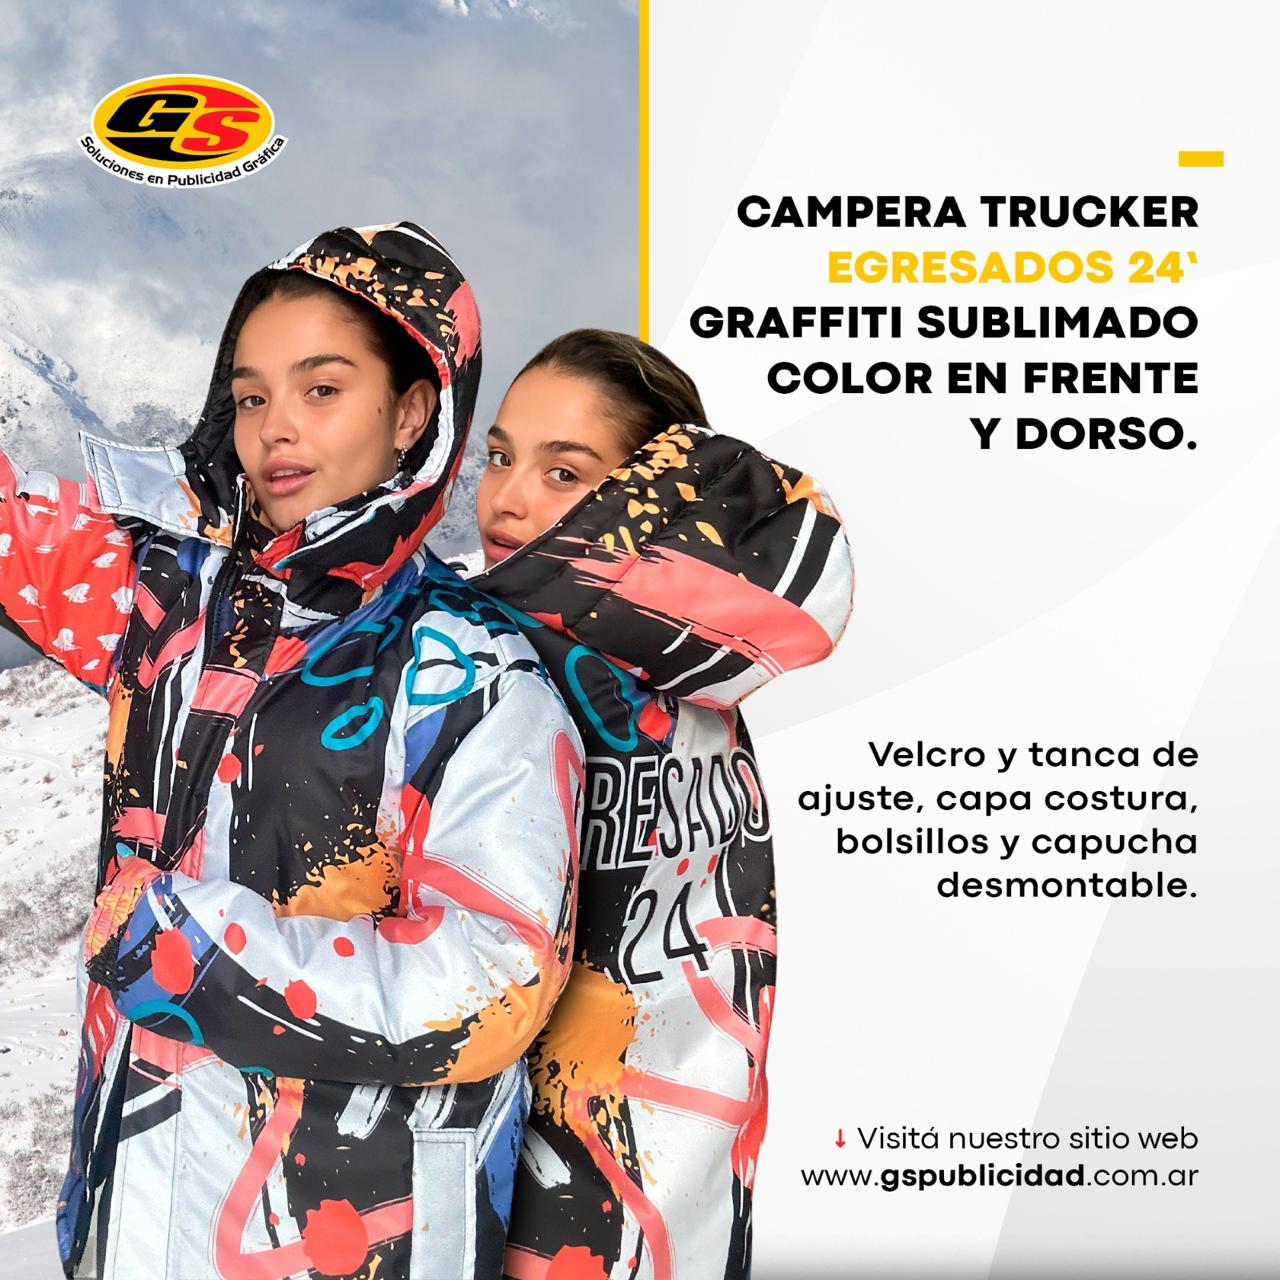 GS
Soluciones en Publicidad Gráfica
CAMPERA TRUCKER
EGRESADOS 24‘
GRAFFITI SUBLIMADO
COLOR EN FRENTE
Y DORSO.
RESADO
24
Velcro y tanca de
ajuste, capa costura,
bolsillos y capucha
desmontable.
↓ Visitá nuestro sitio web
www.gspublicidad.com.ar